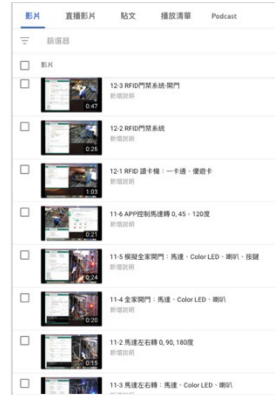 影片 直播影片 貼文 播放清單 Podcast
篩選器
影片
12-3 RFID門禁系統-開門
新增說明
0:47
12-2 RFID門禁系統
新增說明
0:26
12-1 RFID 讀卡機：一卡通、優遊卡
新增說明
1:03
11-6 APP控制馬達轉 0, 45、120度
新增說明
0:21
11-5 模擬全家開門：馬達、Color LED、喇叭、按鍵
新增說明
0:24
11-4 全家開門：馬達、Color LED、喇叭
新增說明
0:20
11-2 馬達左右轉 0, 90, 180度
新增說明
0:15
11-3 馬達左右轉：馬達、Color LED、喇叭